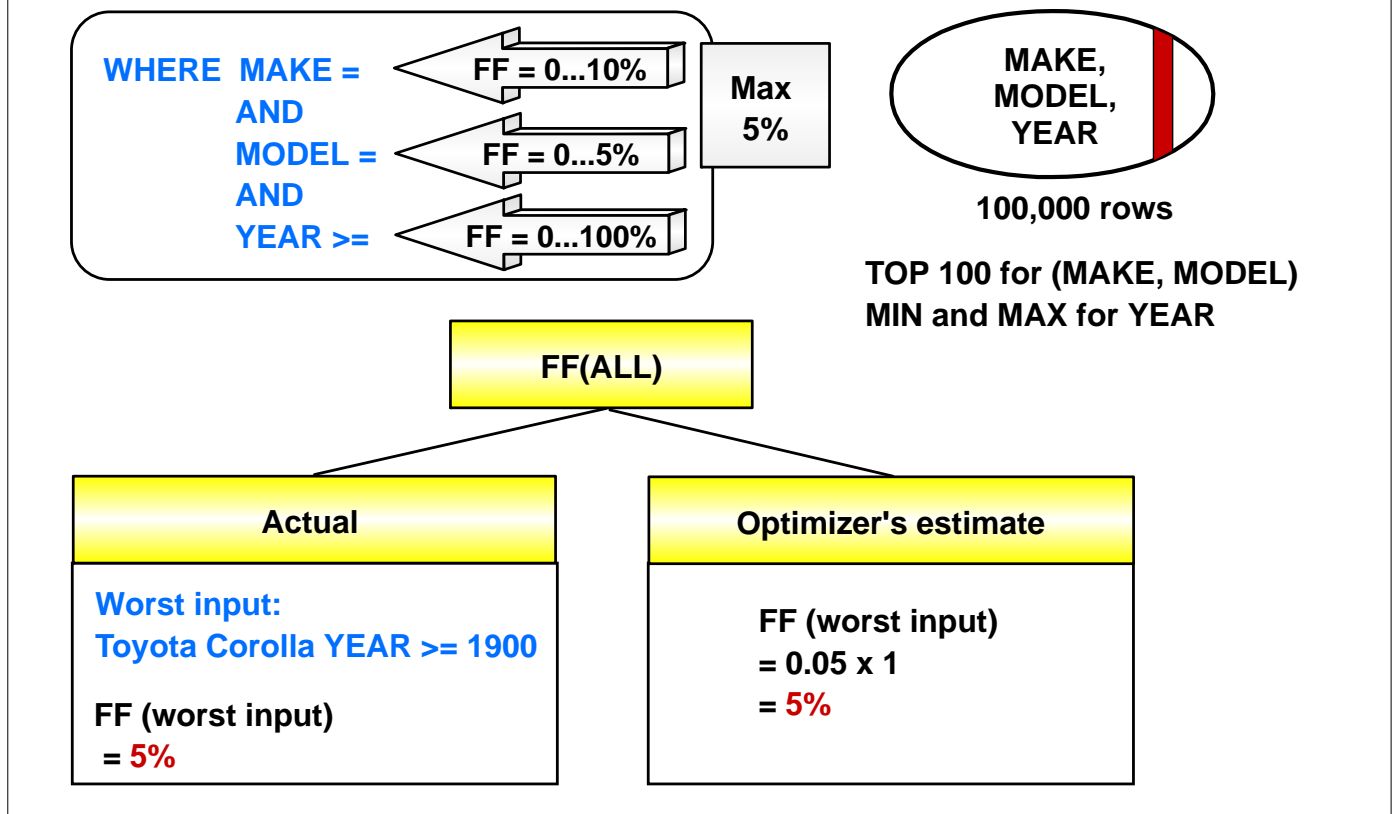 WHERE MAKE =
FF = 0...10%
AND
MODEL =
FF = 0...5%
AND
YEAR >=
FF = 0...100%
Max
5%
MAKE,
MODEL,
YEAR
100,000 rows
TOP 100 for (MAKE, MODEL)
MIN and MAX for YEAR
FF(ALL)
Actual
Worst input:
Toyota Corolla YEAR >= 1900
FF (worst input)
= 5%
Optimizer's estimate
FF (worst input)
= 0.05 x 1
= 5%